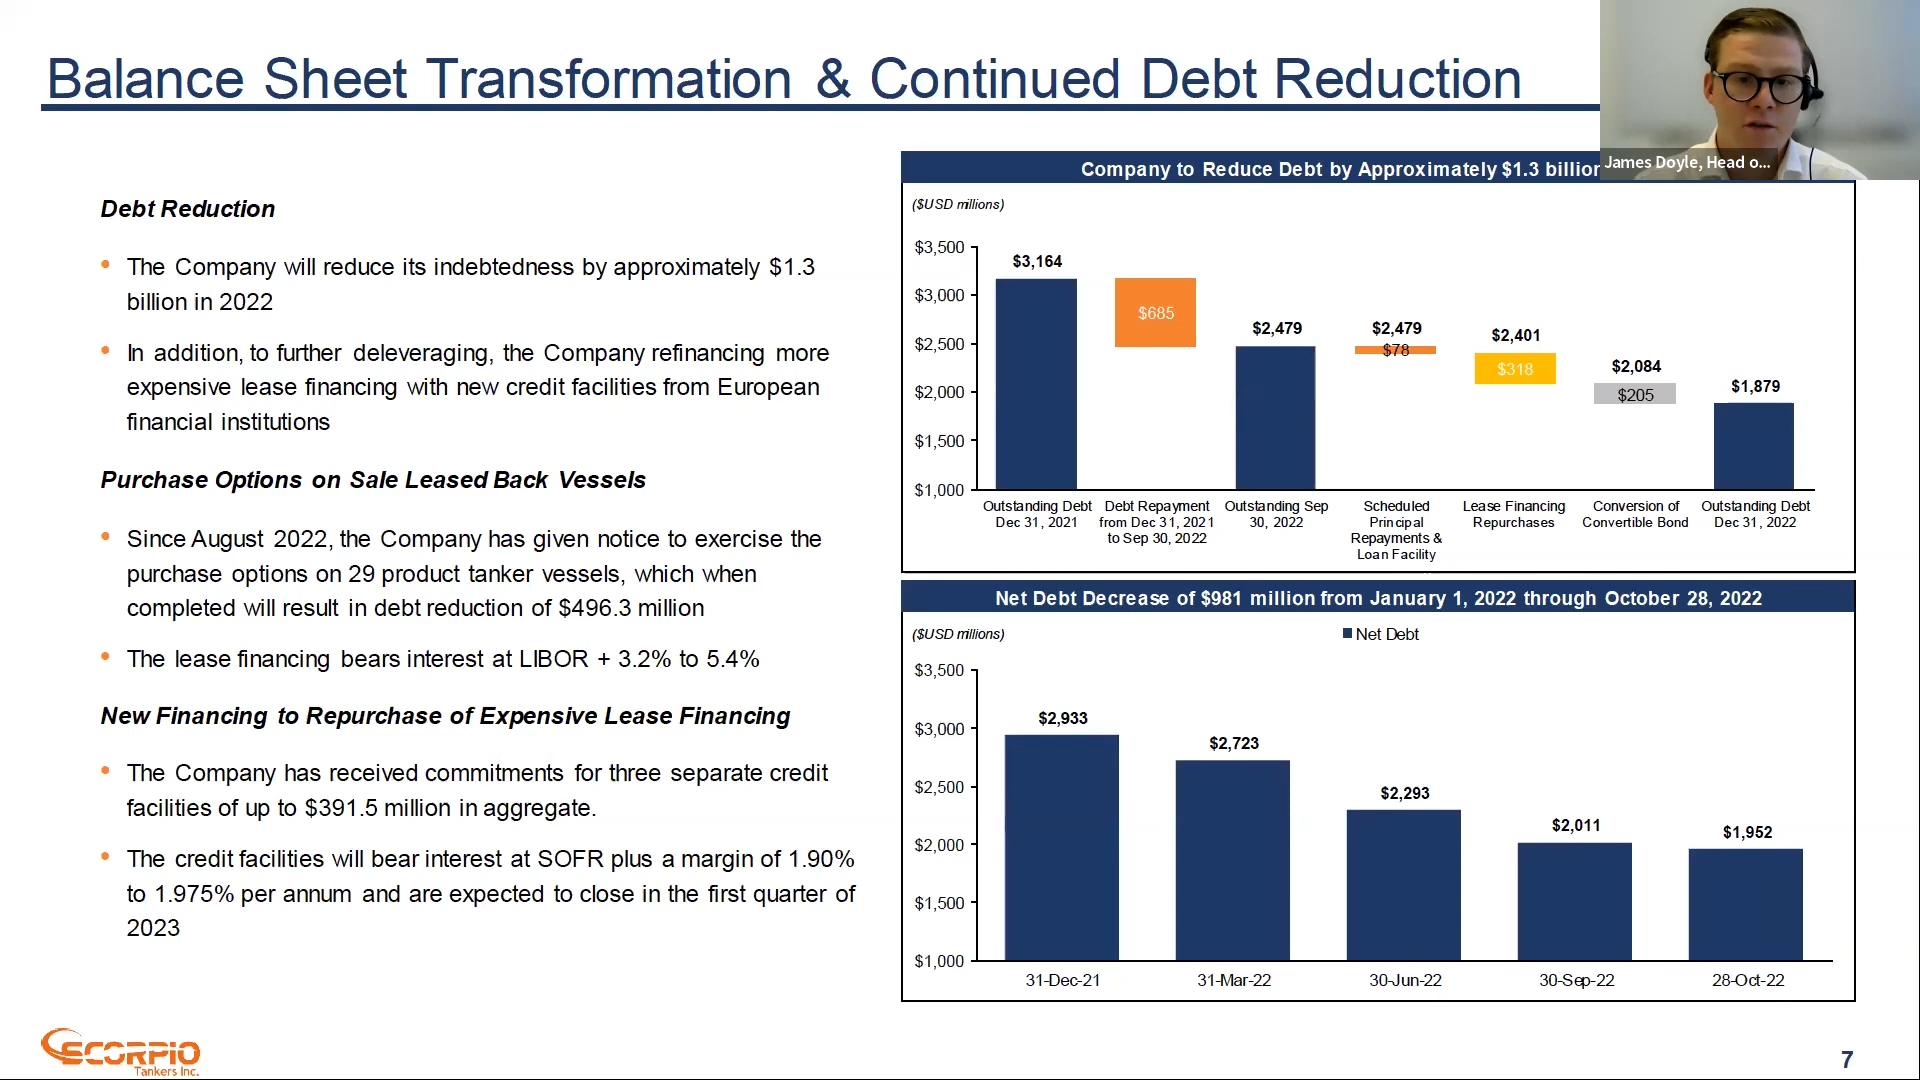 Balance Sheet Transformation & Continued Debt Reduction
James Doyle, Head o...
Debt Reduction
• The Company will reduce its indebtedness by approximately $1.3
billion in 2022
• In addition, to further deleveraging, the Company refinancing more
expensive lease financing with new credit facilities from European
financial institutions
Purchase Options on Sale Leased Back Vessels
• Since August 2022, the Company has given notice to exercise the
purchase options on 29 product tanker vessels, which when
completed will result in debt reduction of $496.3 million
• The lease financing bears interest at LIBOR + 3.2% to 5.4%
New Financing to Repurchase of Expensive Lease Financing
• The Company has received commitments for three separate credit
facilities of up to $391.5 million in aggregate.
• The credit facilities will bear interest at SOFR plus a margin of 1.90%
to 1.975% per annum and are expected to close in the first quarter of
2023
Company to Reduce Debt by Approximately $1.3 billion
($USD millions)
$3,500
$3,000
$2,500
$2,000
$1,500
$1,000
$3,164
$685
$2,479
$2,479
$78
$2,401
$318
$2,084
$205
$1,879
Outstanding Debt
Dec 31, 2021
Debt Repayment
from Dec 31, 2021
to Sep 30, 2022
Outstanding Sep
30, 2022
Scheduled
Principal
Repayments &
Loan Facility
Lease Financing
Repurchases
Conversion of
Convertible Bond
Outstanding Debt
Dec 31, 2022
Net Debt Decrease of $981 million from January 1, 2022 through October 28, 2022
($USD millions)
Net Debt
$3,500
$3,000
$2,500
$2,000
$1,500
$1,000
$2,933
$2,723
$2,293
$2,011
$1,952
31-Dec-21
31-Mar-22
30-Jun-22
30-Sep-22
28-Oct-22
SCORPIO
Tankers Inc.
7